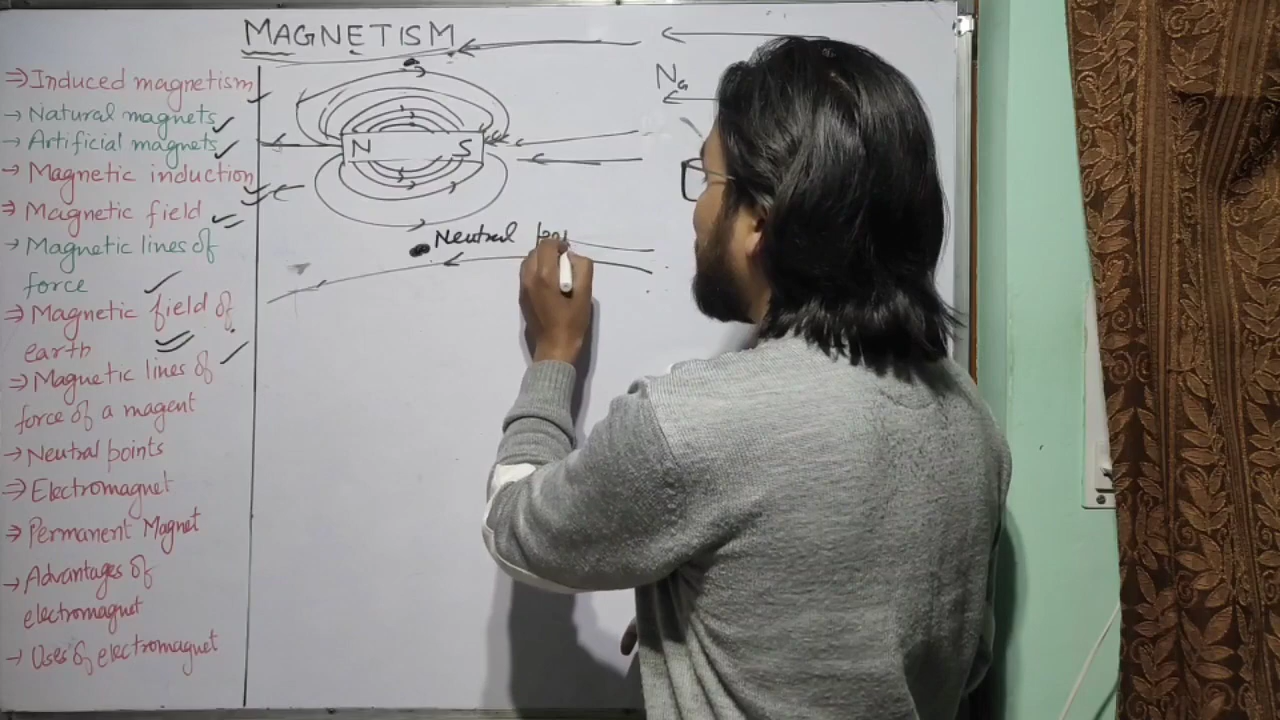 MAGNETISM
⇒ Induced magnetism
→ Natural magnets
→ Artificial magnets
→ Magnetic induction
⇒ Magnetic field
→ Magnetic lines of
force
⇒ Magnetic field of
earth
⇒ Magnetic lines of
force of a magent
→ Neutral points
⇒ Electromagnet
⇒ Permanent Magnet
→ Advantages of
electromagnet
→ Uses of electromagnet
N S
NG
Neutral